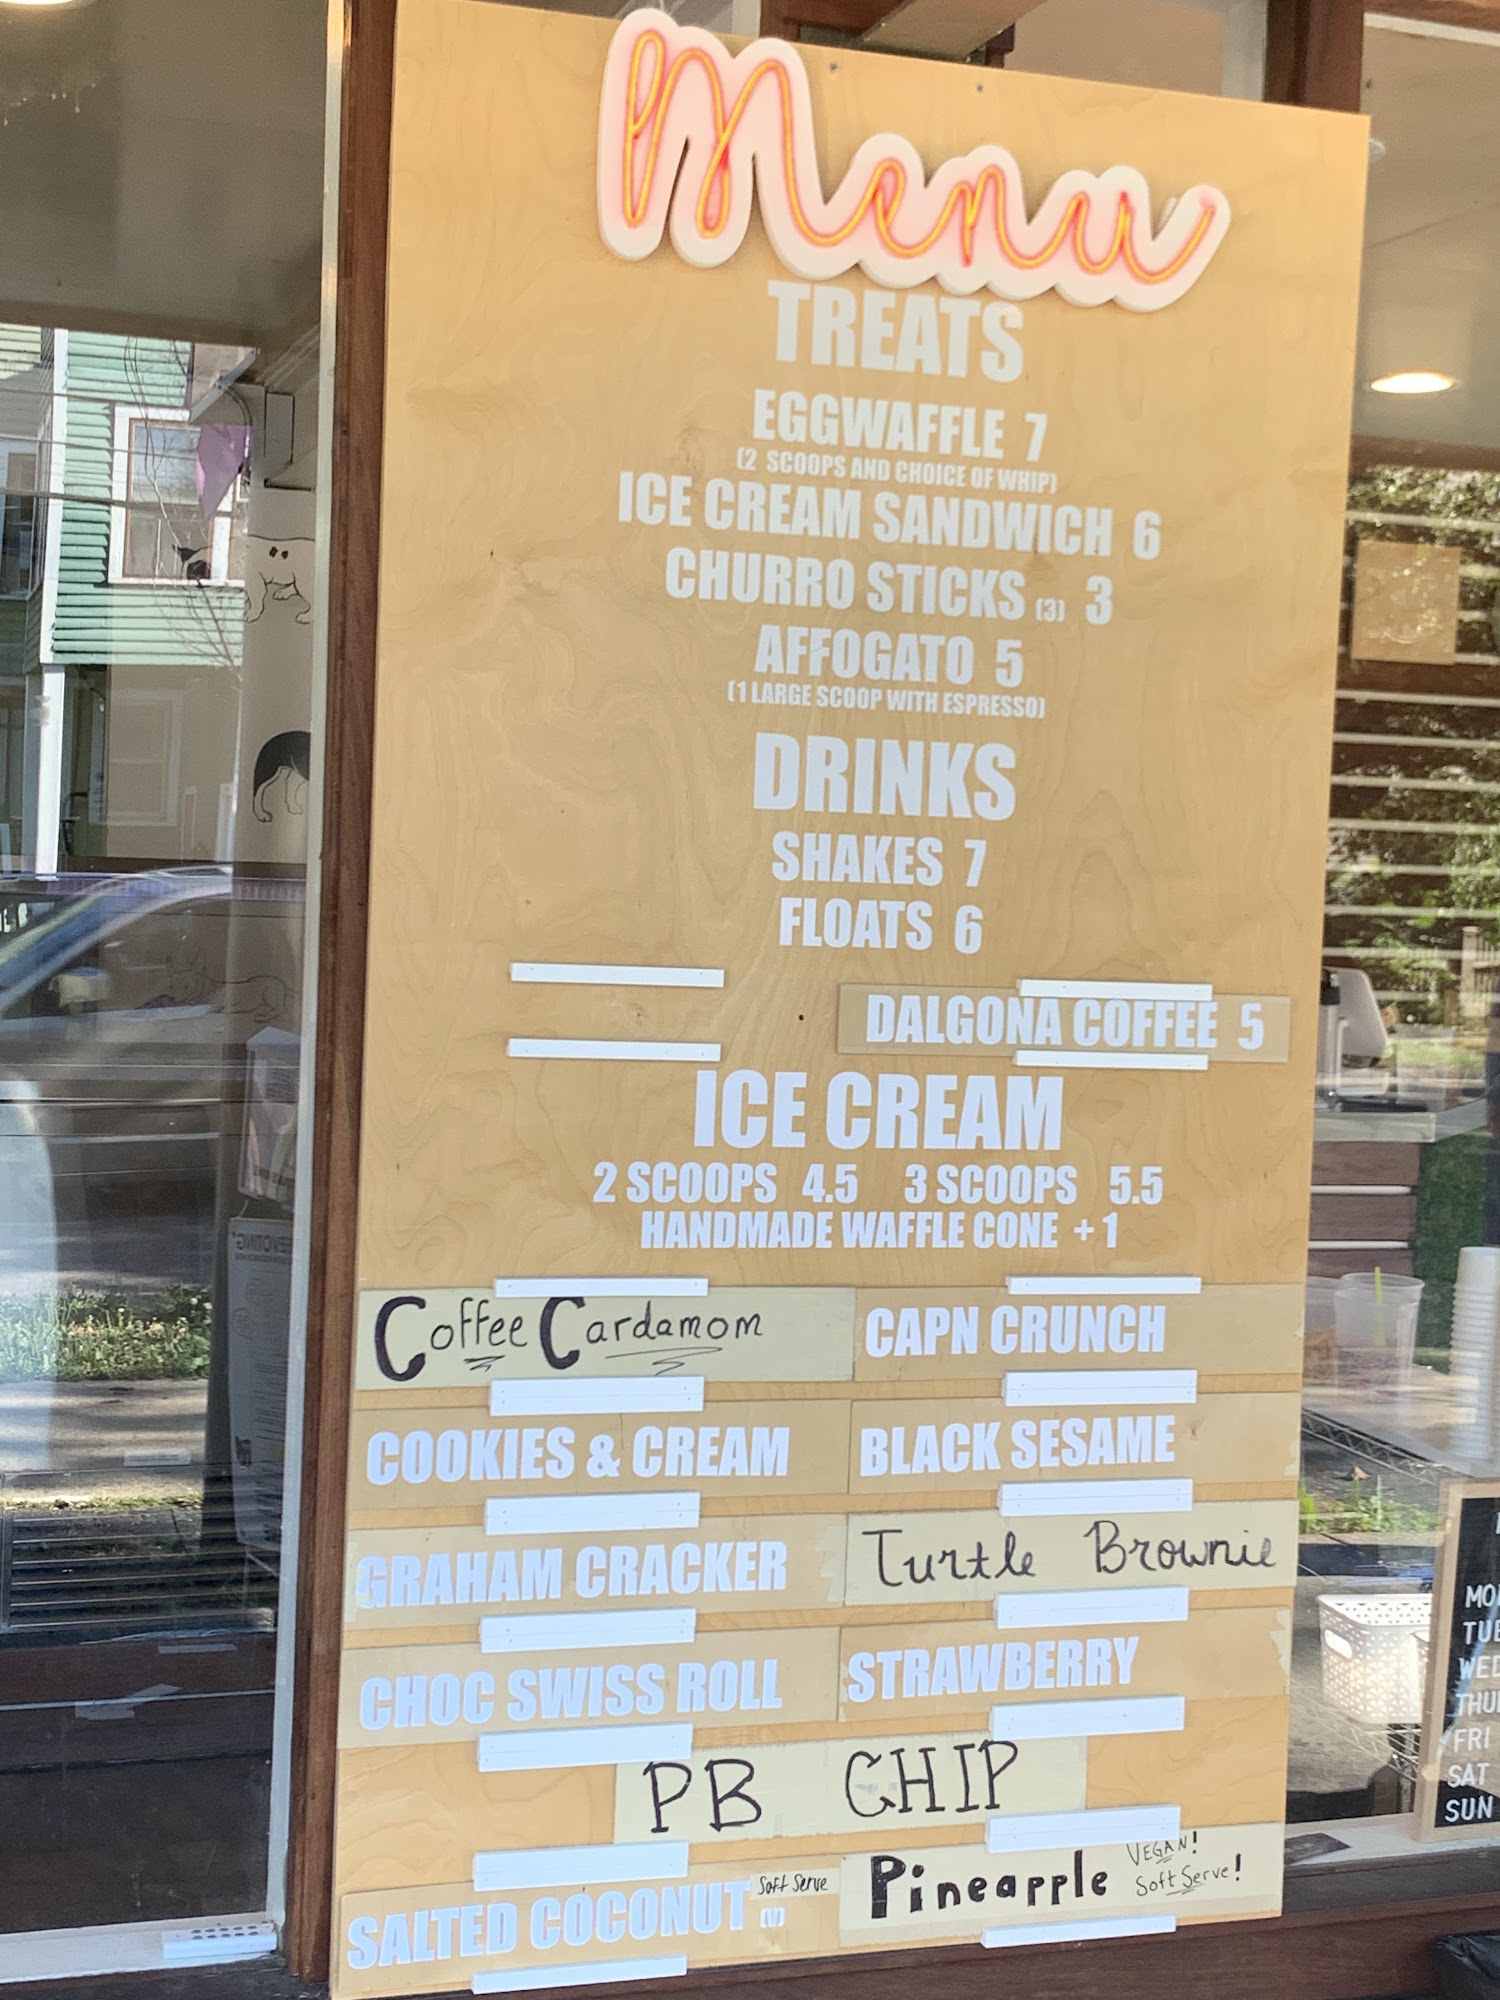 Menu
TREATS
EGGWAFFLE 7
(2 SCOOPS AND CHOICE OF WHIP)
ICE CREAM SANDWICH 6
CHURRO STICKS (3) 3
AFFOGATO 5
(1 LARGE SCOOP WITH ESPRESSO)
DRINKS
SHAKES 7
FLOATS 6
DALGONA COFFEE 5
ICE CREAM
2 SCOOPS 4.5 3 SCOOPS 5.5
HANDMADE WAFFLE CONE + 1
Coffee Cardamom
CAPN CRUNCH
COOKIES & CREAM
BLACK SESAME
GRAHAM CRACKER
Turtle Brownie
CHOC SWISS ROLL
STRAWBERRY
PB CHIP
SALTED COCONUT (V) Soft Serve
Pineapple VEGAN!
Soft Serve!
FRI
SAT
SUN